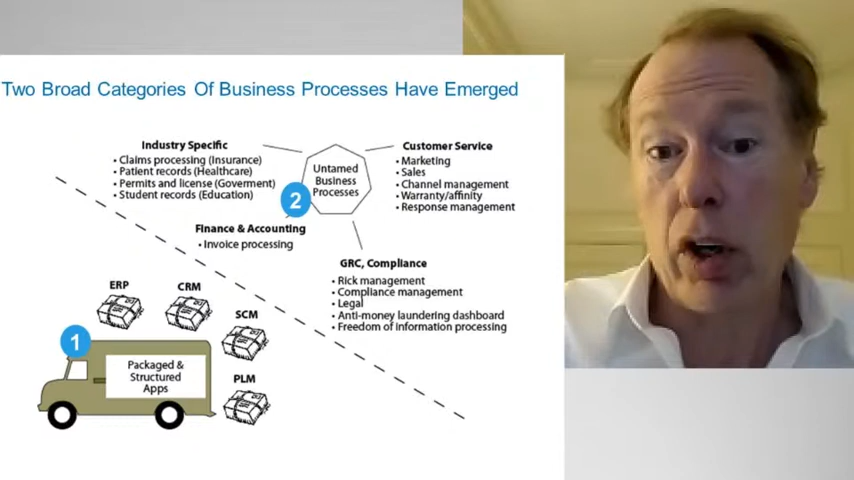 Two Broad Categories Of Business Processes Have Emerged
Industry Specific
• Claims processing (Insurance)
• Patient records (Healthcare)
• Permits and license (Goverment)
• Student records (Education)
Untamed
Business
Processes
2
Customer Service
• Marketing
• Sales
• Channel management
• Warranty/affinity
• Response management
Finance & Accounting
• Invoice processing
GRC, Compliance
• Rick management
• Compliance management
• Legal
• Anti-money laundering dashboard
• Freedom of information processing
ERP
CRM
SCM
PLM
1
Packaged &
Structured
Apps